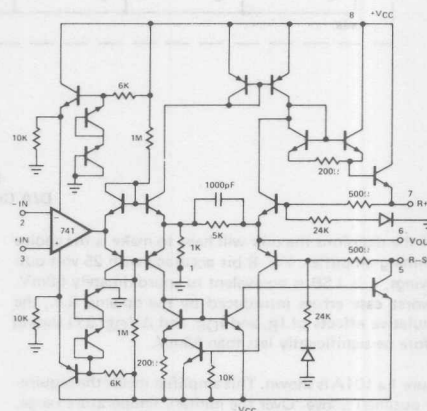 8 +VCC
6K
10K
1M
200Ω
1000pF
500Ω 7 R+
5K
24K
–IN
2
741
1K
6
VOUT
+IN
3
1
500Ω R–S
5
10K
1M
24K
200Ω
6K
10K
–VCC